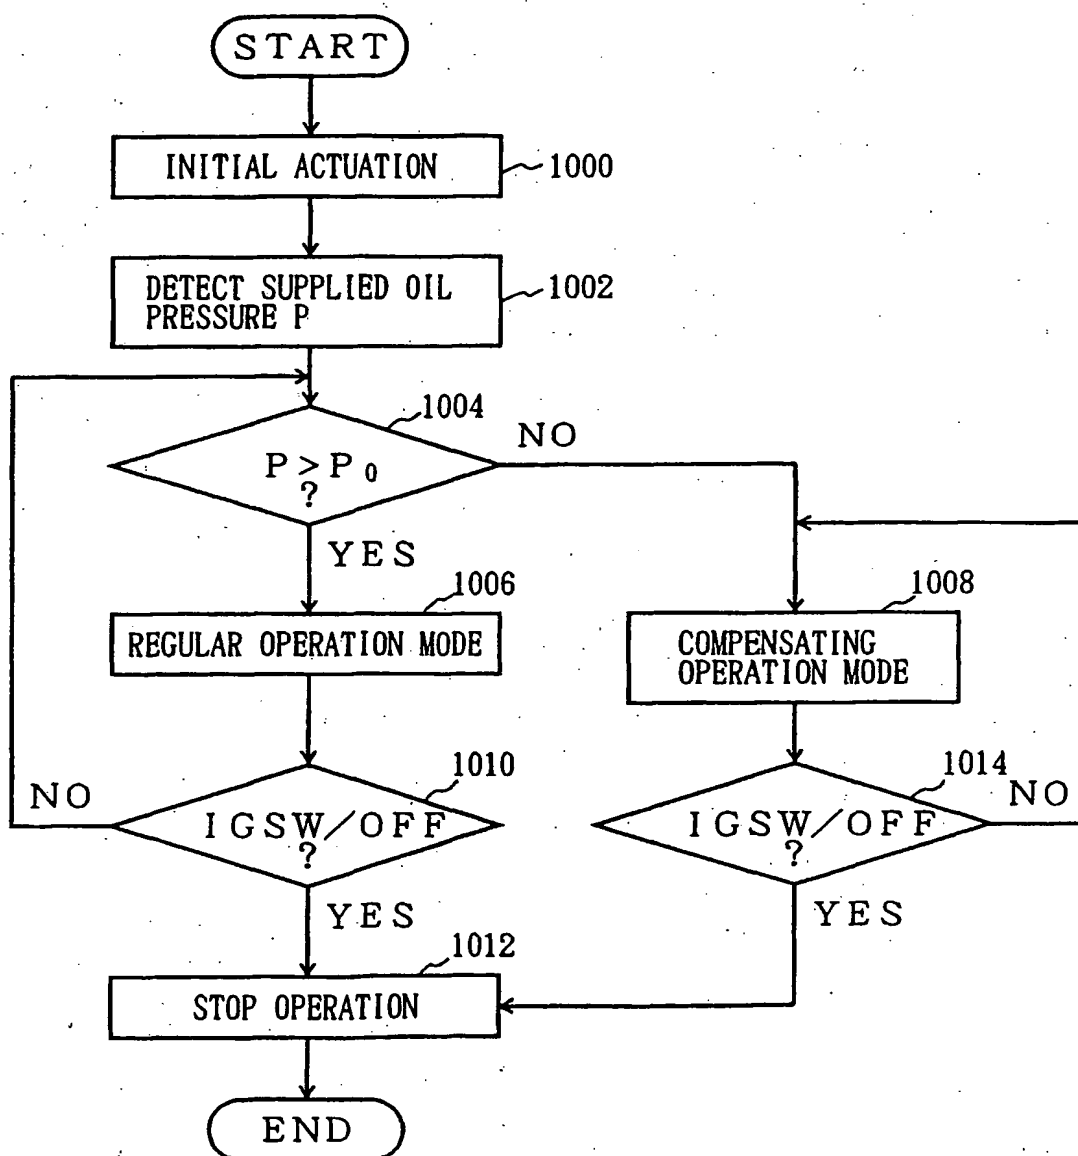 START
INITIAL ACTUATION
1000
DETECT SUPPLIED OIL
PRESSURE P
1002
1004
P>P₀
?
NO
YES
1006
REGULAR OPERATION MODE
1008
COMPENSATING
OPERATION MODE
1010
IGSW/OFF
?
NO
YES
1014
IGSW/OFF
?
NO
YES
1012
STOP OPERATION
END